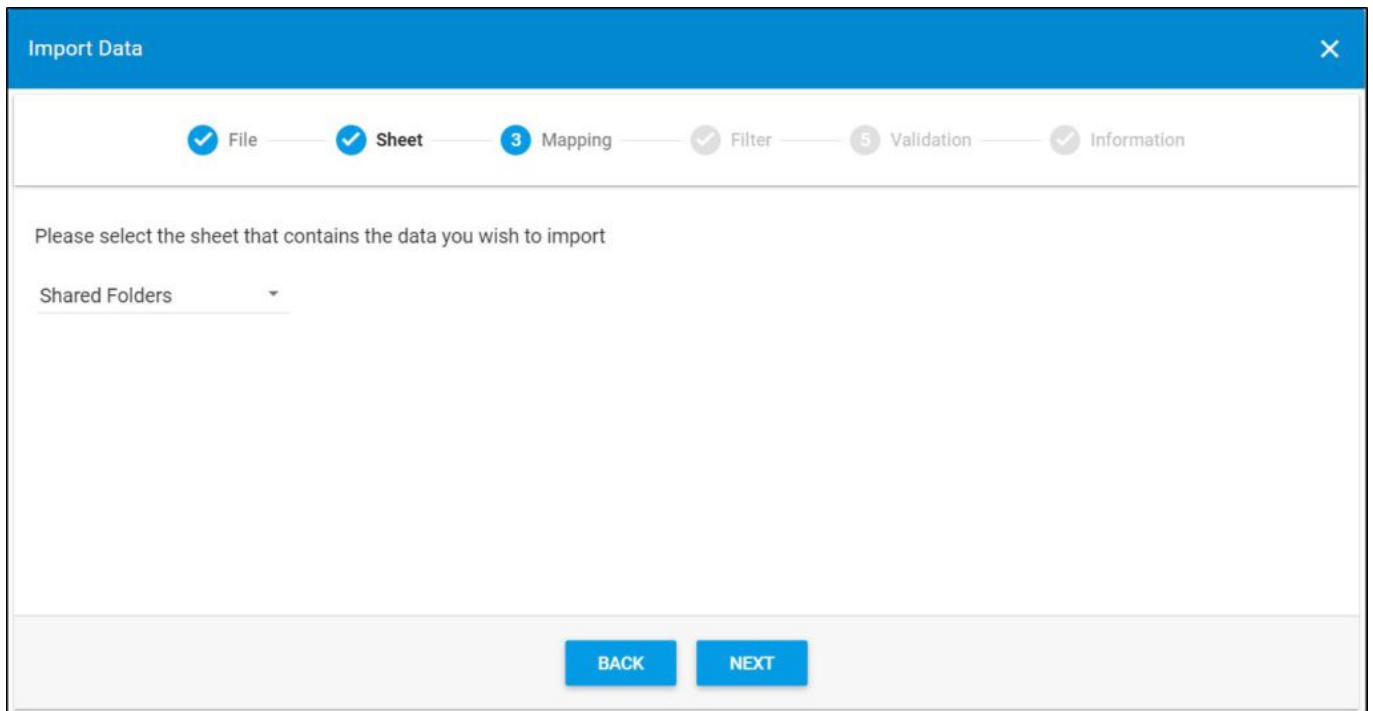 Import Data
File Sheet 3 Mapping Filter 5 Validation Information
Please select the sheet that contains the data you wish to import
Shared Folders
BACK NEXT